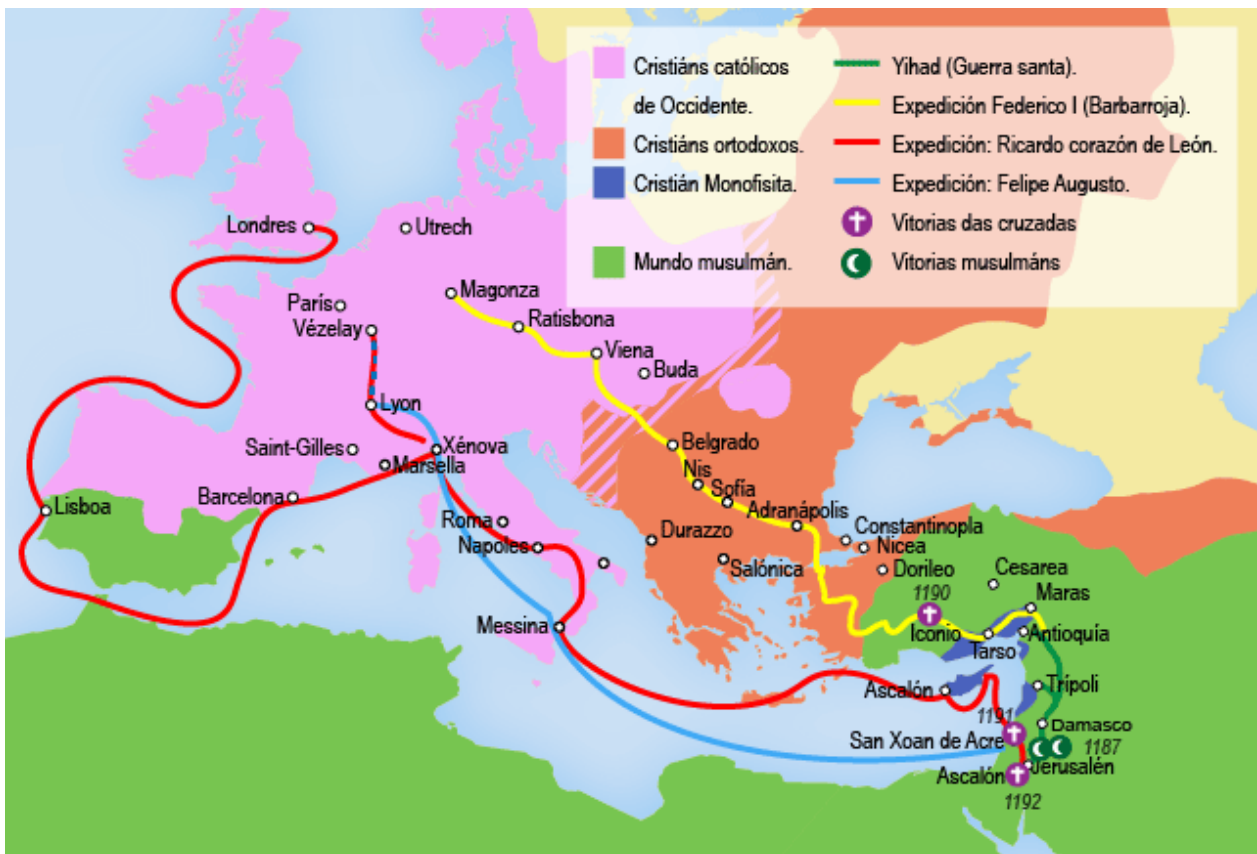 Cristiáns católicos
de Occidente.
Cristiáns ortodoxos.
Cristián Monofisita.
Mundo musulmán.
Yihad (Guerra santa).
Expedición Federico I (Barbarroja).
Expedición: Ricardo corazón de León.
Expedición: Felipe Augusto.
Vitorias das cruzadas
Vitorias musulmáns
Londres
Utrech
París
Magonza
Vézelay
Ratisbona
Viena
Buda
Lyon
Saint-Gilles
Xénova
Marsella
Belgrado
Nis
Sofía
Barcelona
Lisboa
Adranápolis
Roma
Napoles
Durazzo
Constantinopla
Nicea
Salónica
Dorileo
Cesarea
1190
Maras
Messina
Iconio
Tarso
Antioquía
Ascalón
Trípoli
1191
Damasco
San Xoan de Acre
1187
Jerusalén
Ascalón
1192